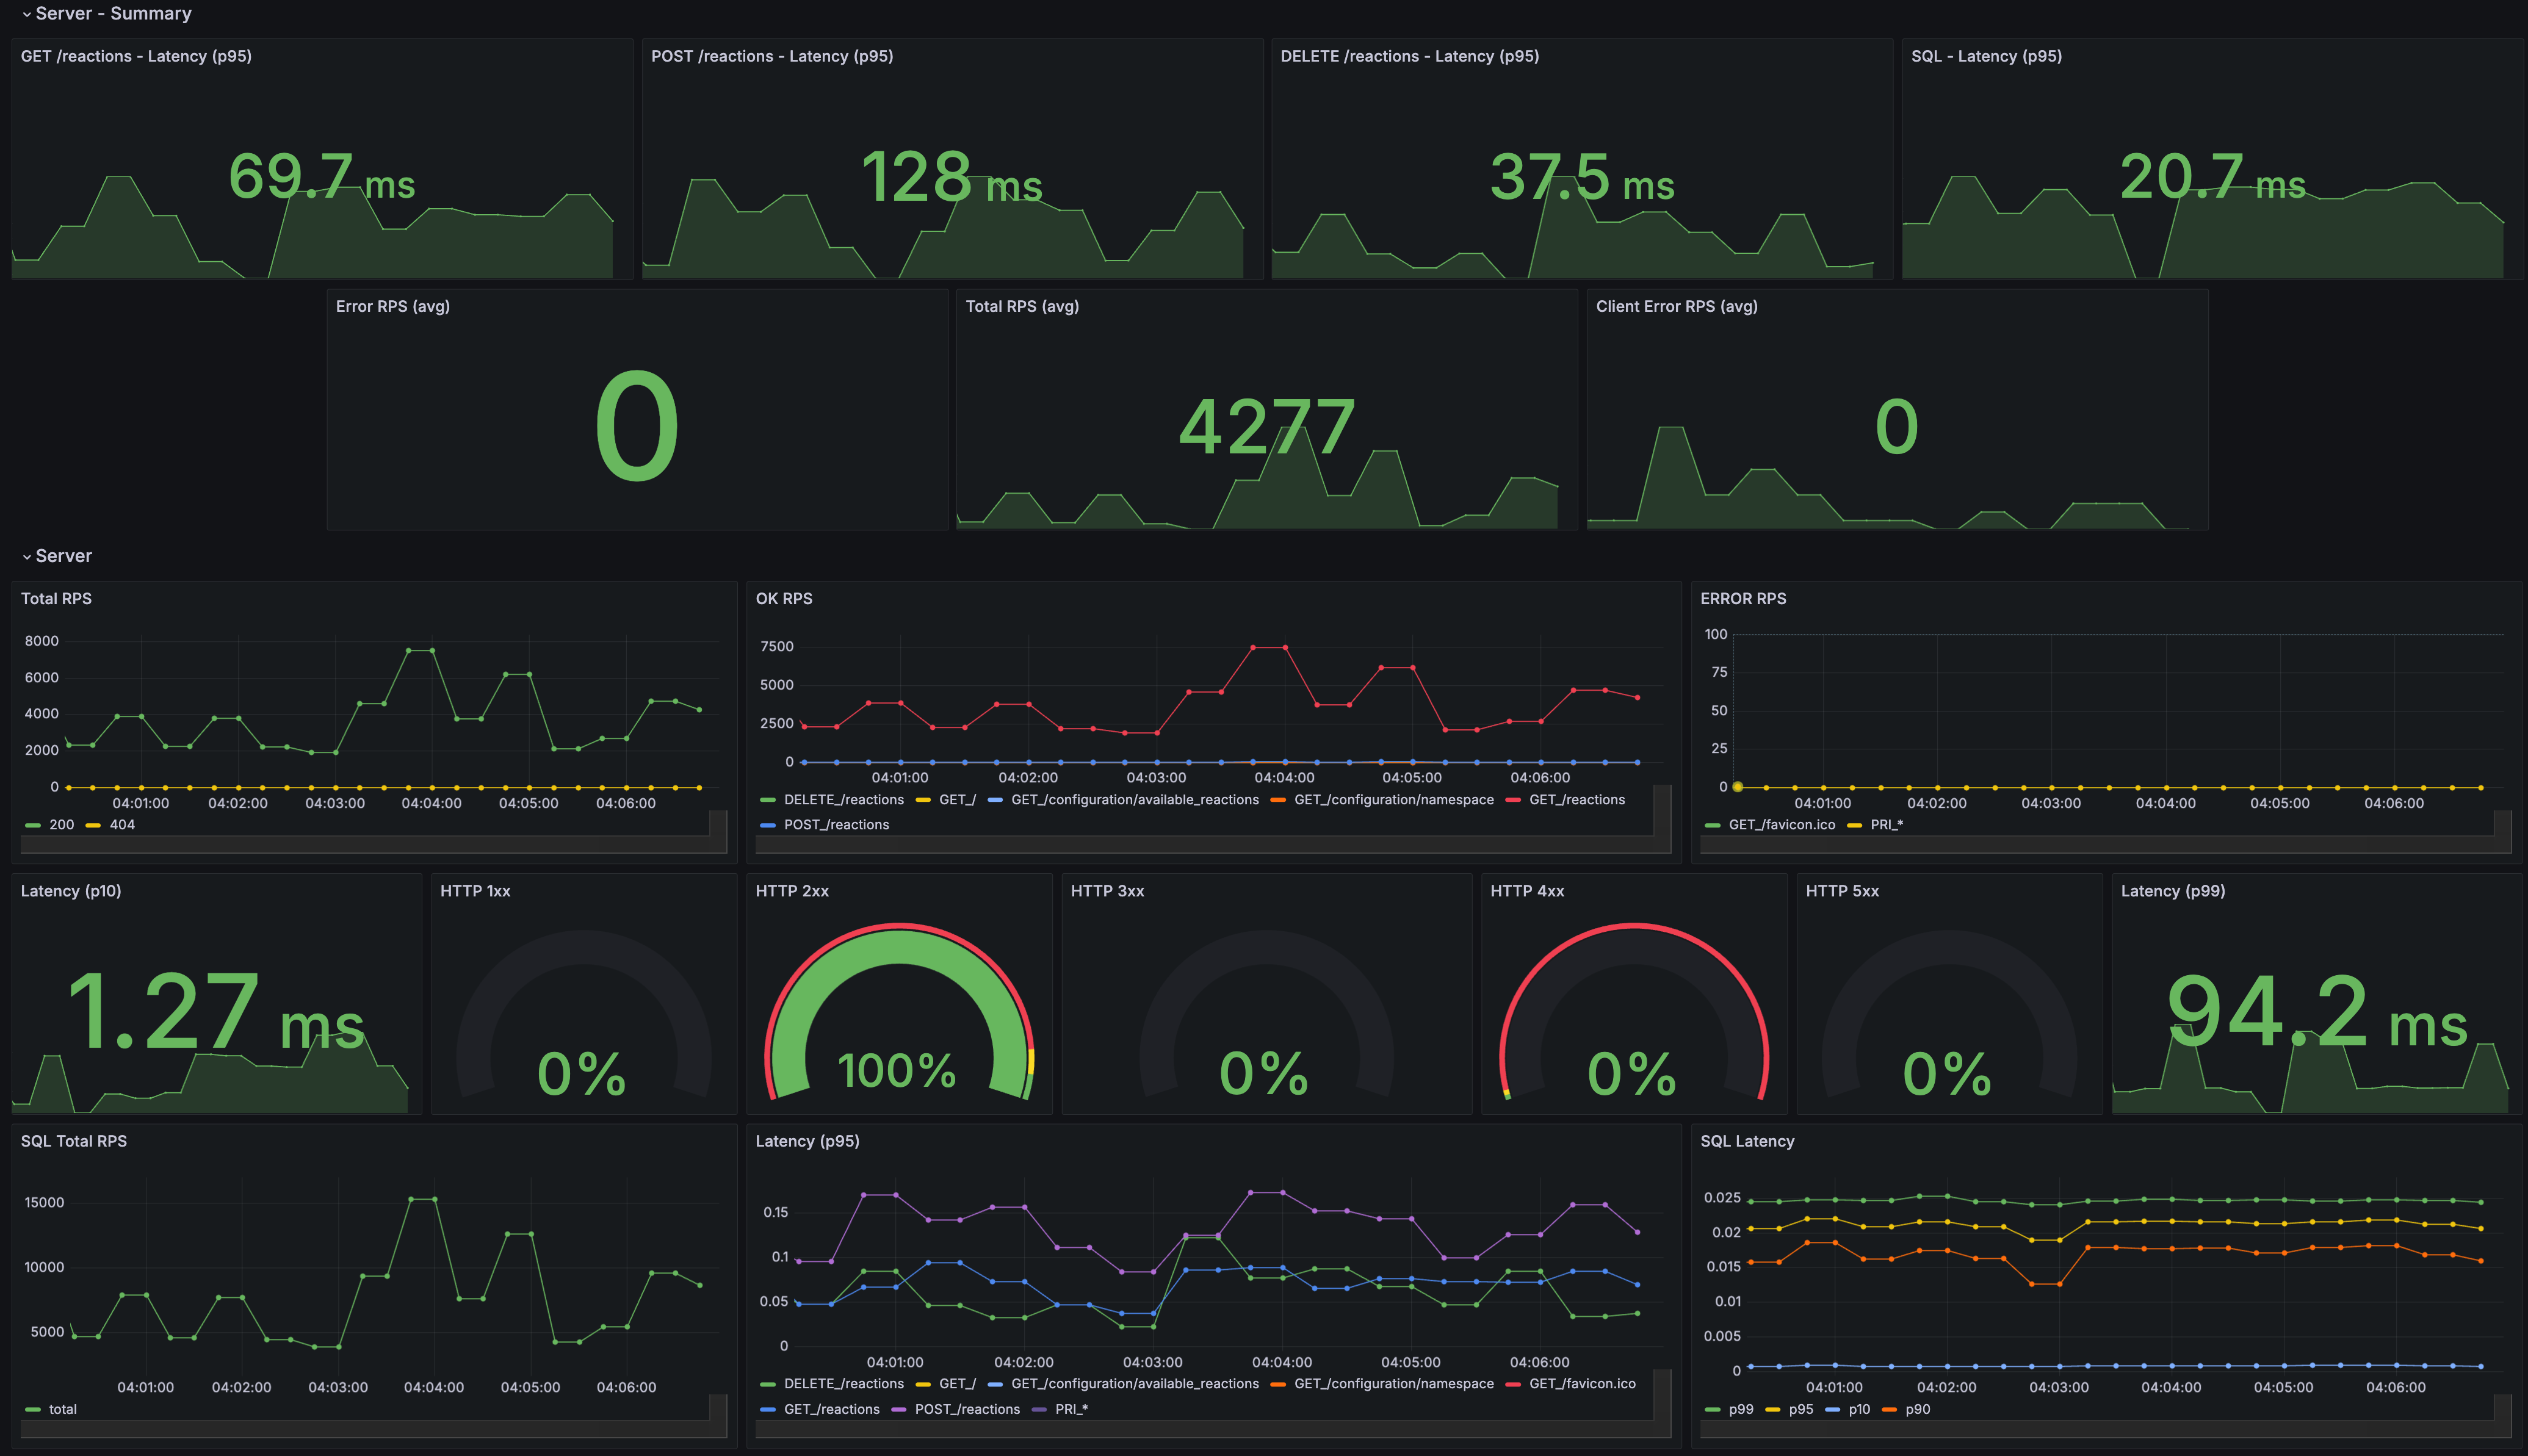 Server - Summary
GET /reactions - Latency (p95)
69.7 ms
POST /reactions - Latency (p95)
128 ms
DELETE /reactions - Latency (p95)
37.5 ms
SQL - Latency (p95)
20.7 ms
Error RPS (avg)
0
Total RPS (avg)
4277
Client Error RPS (avg)
0
Server
Total RPS
8000
6000
4000
2000
0
04:01:00 04:02:00 04:03:00 04:04:00 04:05:00 04:06:00
200 404
OK RPS
7500
5000
2500
0
04:01:00 04:02:00 04:03:00 04:04:00 04:05:00 04:06:00
DELETE_/reactions GET_/ GET_/configuration/available_reactions GET_/configuration/namespace GET_/reactions
POST_/reactions
ERROR RPS
100
75
50
25
0
04:01:00 04:02:00 04:03:00 04:04:00 04:05:00 04:06:00
GET_/favicon.ico PRI_*
Latency (p10)
1.27 ms
HTTP 1xx
0%
HTTP 2xx
100%
HTTP 3xx
0%
HTTP 4xx
0%
HTTP 5xx
0%
Latency (p99)
94.2 ms
SQL Total RPS
15000
10000
5000
04:01:00 04:02:00 04:03:00 04:04:00 04:05:00 04:06:00
total
Latency (p95)
0.15
0.1
0.05
0
04:01:00 04:02:00 04:03:00 04:04:00 04:05:00 04:06:00
DELETE_/reactions GET_/ GET_/configuration/available_reactions GET_/configuration/namespace GET_/favicon.ico
GET_/reactions POST_/reactions PRI_*
SQL Latency
0.025
0.02
0.015
0.01
0.005
0
04:01:00 04:02:00 04:03:00 04:04:00 04:05:00 04:06:00
p99 p95 p10 p90